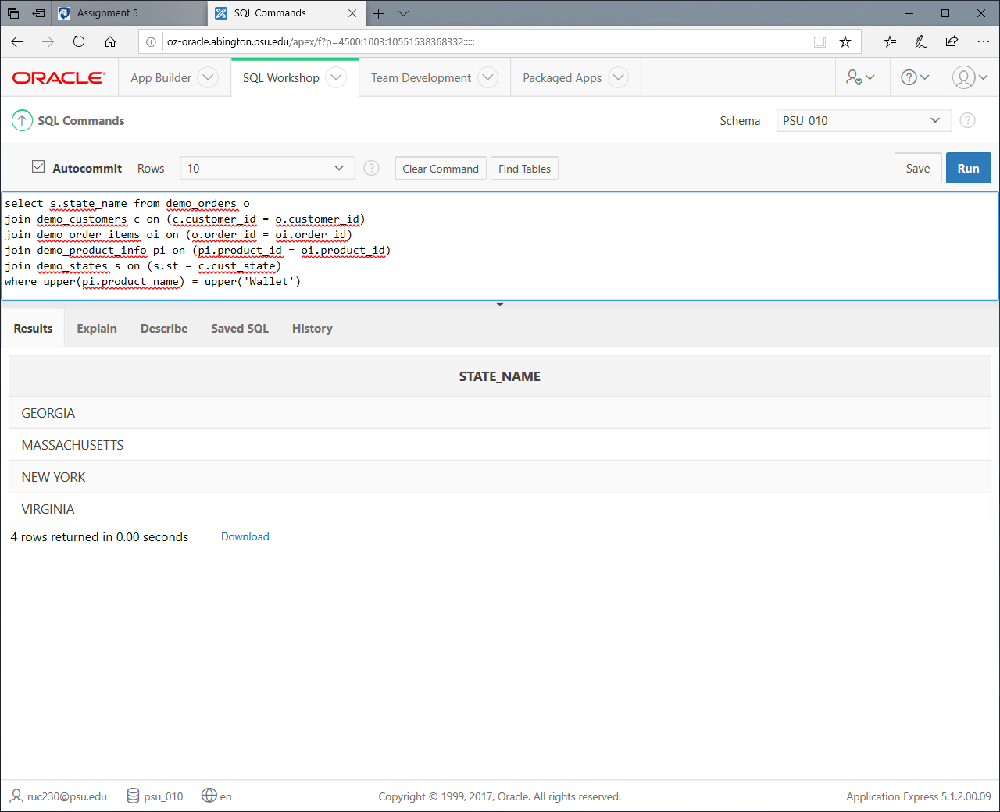 Assignment 5
SQL Commands
oz-oracle.abington.psu.edu/apex/f?p=4500:1003:10551538368332:::::
ORACLE
App Builder
SQL Workshop
Team Development
Packaged Apps
SQL Commands
Schema
PSU_010
Autocommit
Rows
10
Clear Command
Find Tables
Save
Run
select s.state_name from demo_orders o
join demo_customers c on (c.customer_id = o.customer_id)
join demo_order_items oi on (o.order_id = oi.order_id)
join demo_product_info pi on (pi.product_id = oi.product_id)
join demo_states s on (s.st = c.cust_state)
where upper(pi.product_name) = upper('Wallet')
Results
Explain
Describe
Saved SQL
History
STATE_NAME
GEORGIA
MASSACHUSETTS
NEW YORK
VIRGINIA
4 rows returned in 0.00 seconds
Download
ruc230@psu.edu
psu_010
en
Copyright © 1999, 2017, Oracle. All rights reserved.
Application Express 5.1.2.00.09